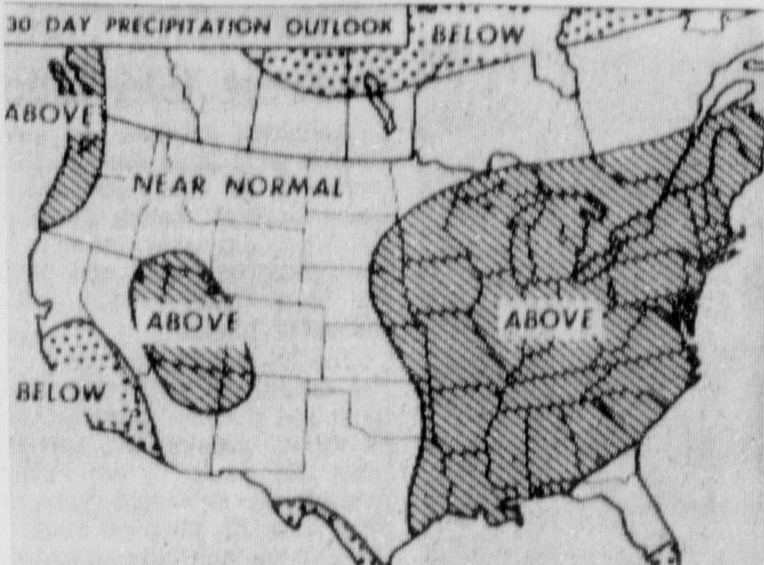 30 DAY PRECIPITATION OUTLOOK
BELOW
ABOVE
NEAR NORMAL
ABOVE
ABOVE
BELOW